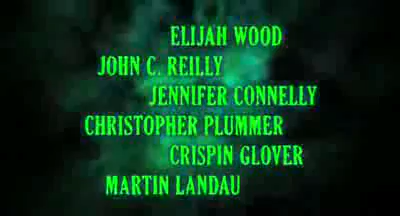 ELIJAH WOOD
JOHN C. REILLY
JENNIFER CONNELLY
CHRISTOPHER PLUMMER
CRISPIN GLOVER
MARTIN LANDAU